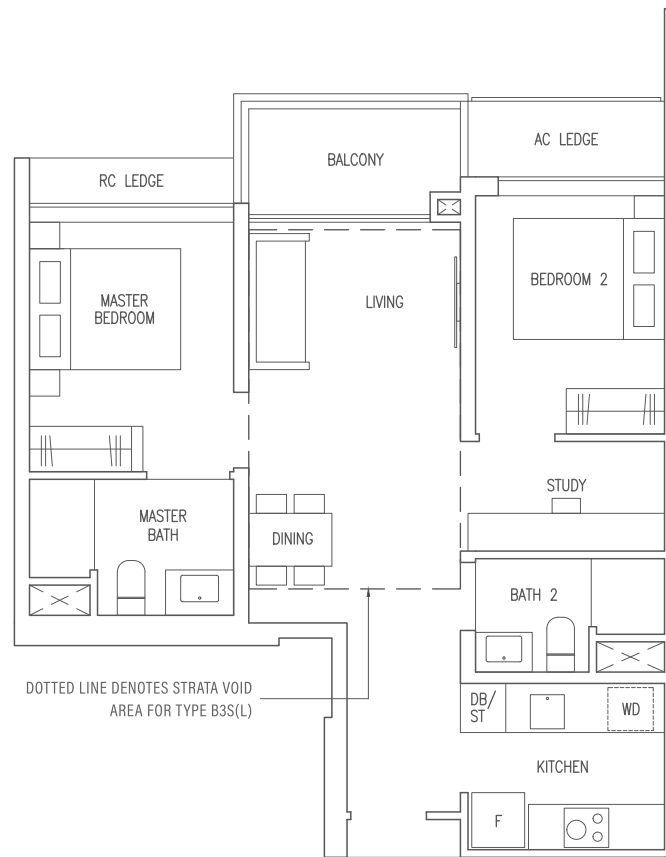 AC LEDGE
BALCONY
RC LEDGE
BEDROOM 2
MASTER
BEDROOM
LIVING
STUDY
MASTER
BATH
DINING
BATH 2
DOTTED LINE DENOTES STRATA VOID
AREA FOR TYPE B3S(L)
DB/
ST
WD
KITCHEN
F